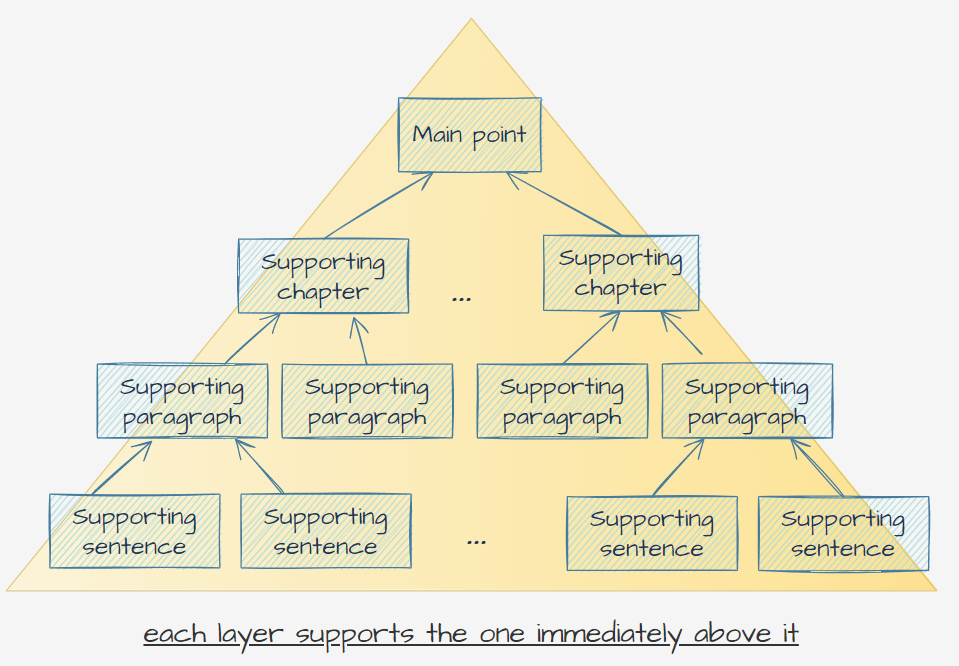 Main point
Supporting
chapter
...
Supporting
chapter
Supporting
paragraph
Supporting
paragraph
Supporting
paragraph
Supporting
paragraph
Supporting
sentence
Supporting
sentence
...
Supporting
sentence
Supporting
sentence
each layer supports the one immediately above it